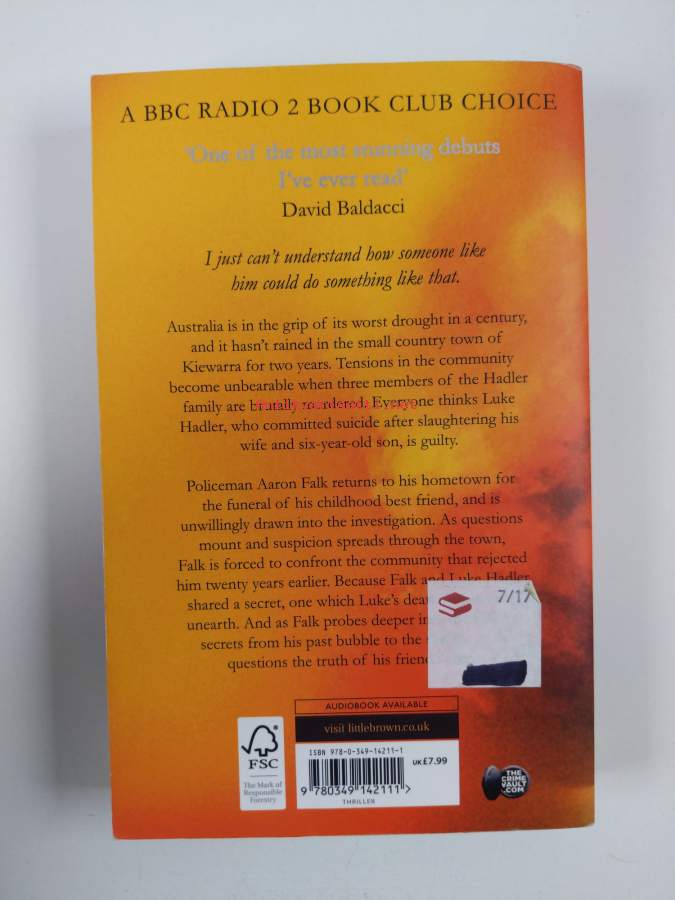 A BBC RADIO 2 BOOK CLUB CHOICE
'One of the most stunning debuts
I've ever read'
David Baldacci
I just can't understand how someone like
him could do something like that.
Australia is in the grip of its worst drought in a century,
and it hasn't rained in the small country town of
Kiewarra for two years. Tensions in the community
become unbearable when three members of the Hadler
family are brutally murdered. Everyone thinks Luke
Hadler, who committed suicide after slaughtering his
wife and six-year-old son, is guilty.
Policeman Aaron Falk returns to his hometown for
the funeral of his childhood best friend, and is
unwillingly drawn into the investigation. As questions
mount and suspicion spreads through the town,
Falk is forced to confront the community that rejected
him twenty years earlier. Because Falk and Luke Hadler
shared a secret, one which Luke's
unearth. And as Falk probes deeper
secrets from his past bubble to the
questions the truth of his
7/17
AUDIOBOOK AVAILABLE
visit littlebrown.co.uk
ISBN 978-0-349-14211-1
UK £7.99
9 780349 142111 >
THRILLER
FSC
The Mark of
Responsible
Forestry
THE
CRIME
VAULT
.COM